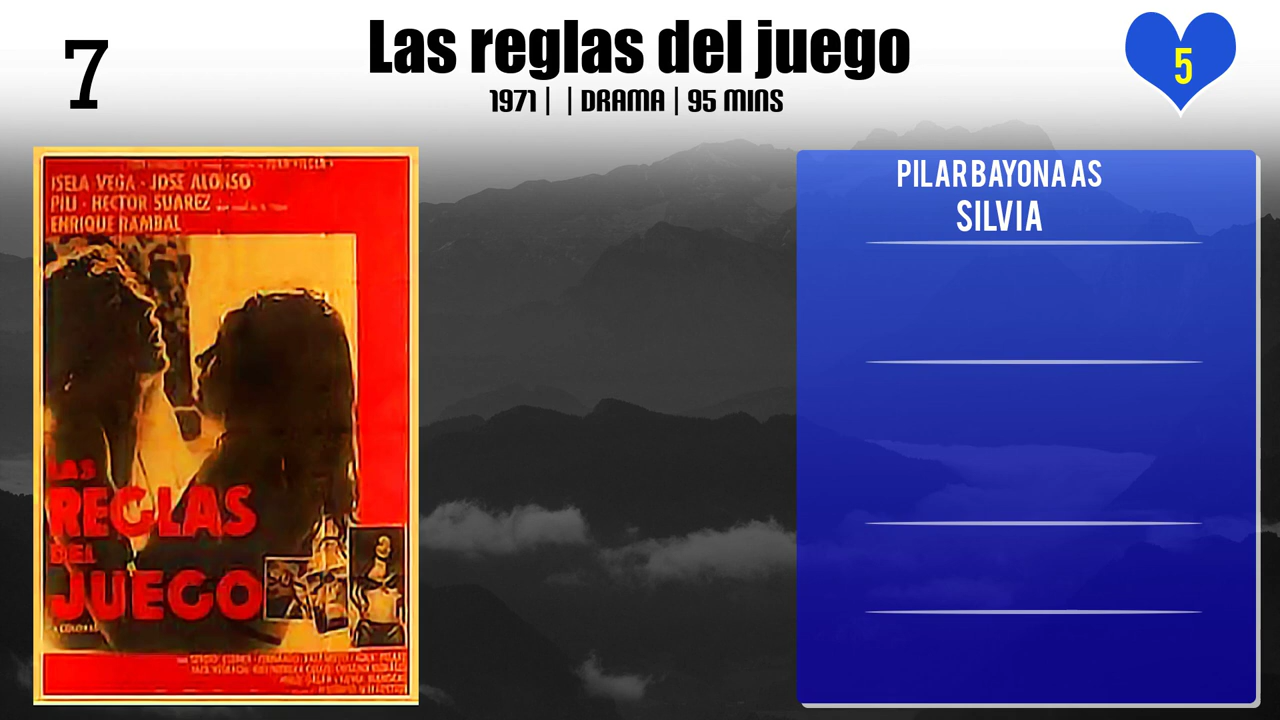 7
Las reglas del juego
1971 | | DRAMA | 95 MINS
5
ISELA VEGA - JOSE ALONSO
PILI - HECTOR SUAREZ
ENRIQUE RAMBAL
LAS
REGLAS
DEL
JUEGO
PILAR BAYONA AS
SILVIA